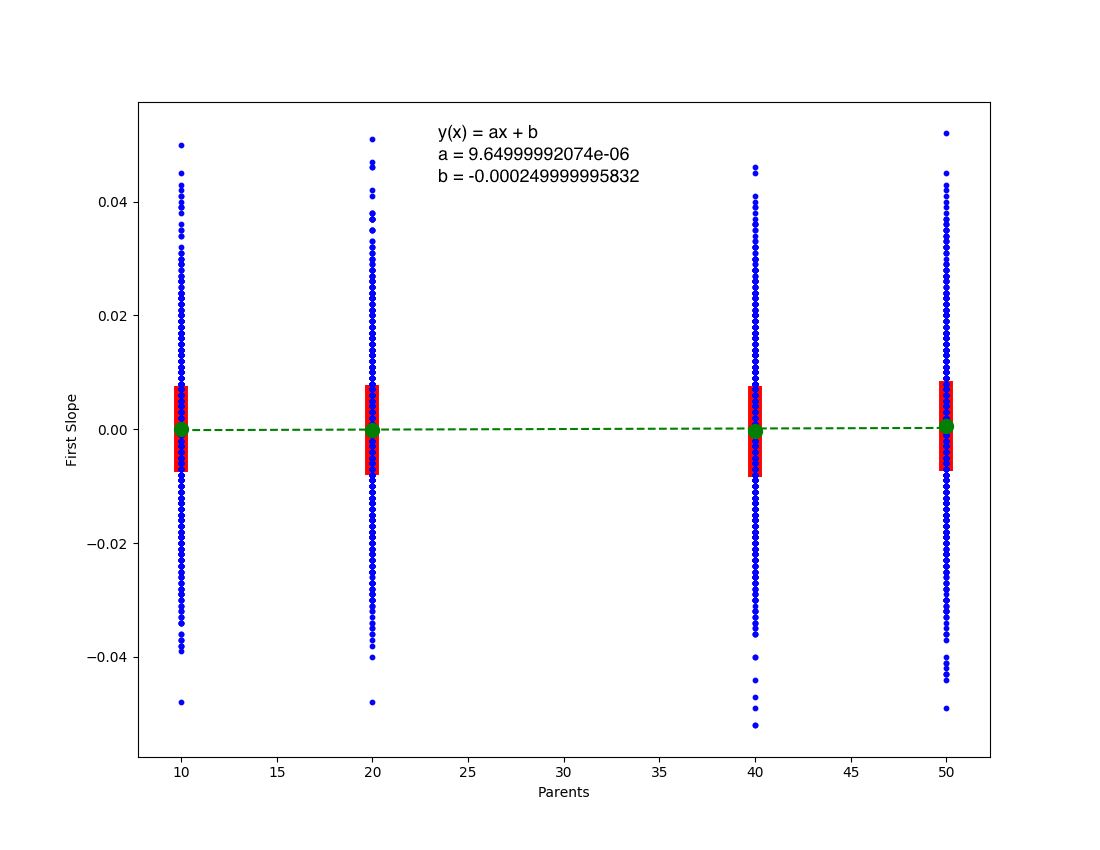 y(x) = ax + b
a = 9.64999992074e-06
b = -0.000249999995832
0.04
0.02
0.00
−0.02
−0.04
First Slope
10 15 20 25 30 35 40 45 50
Parents